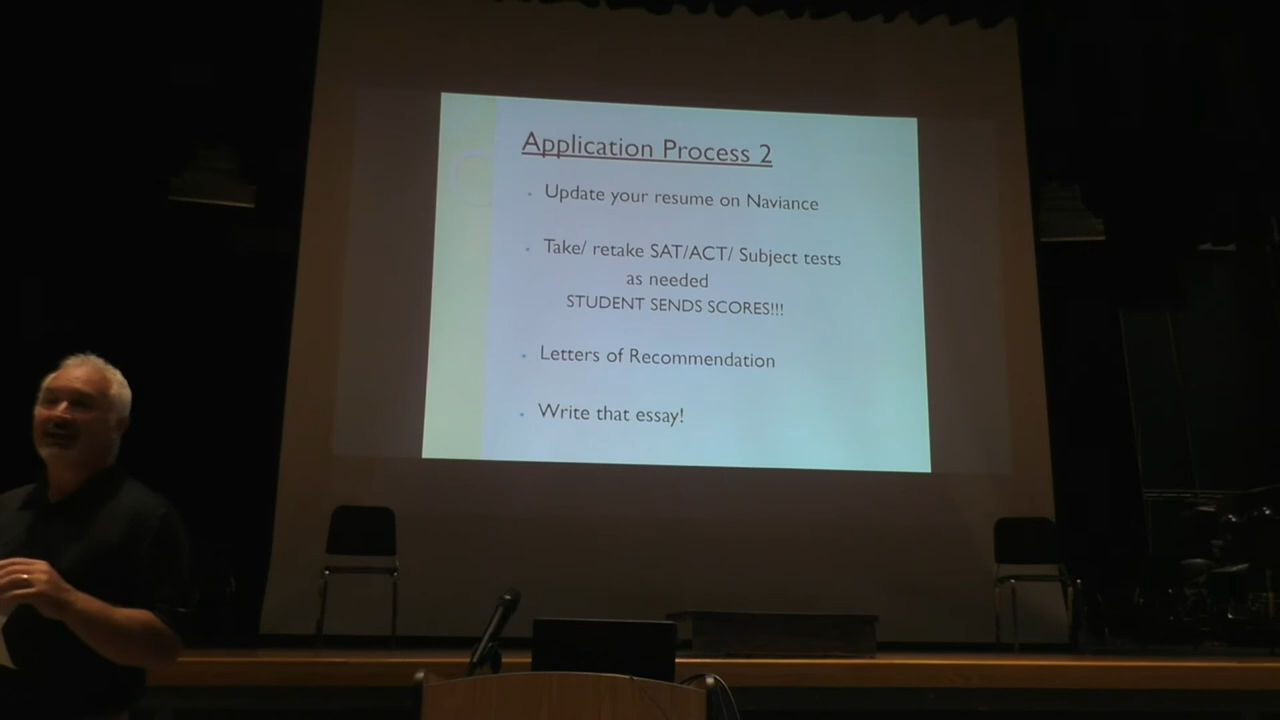 Application Process 2
Update your resume on Naviance
Take/ retake SAT/ACT/ Subject tests
as needed
STUDENT SENDS SCORES!!!
Letters of Recommendation
Write that essay!